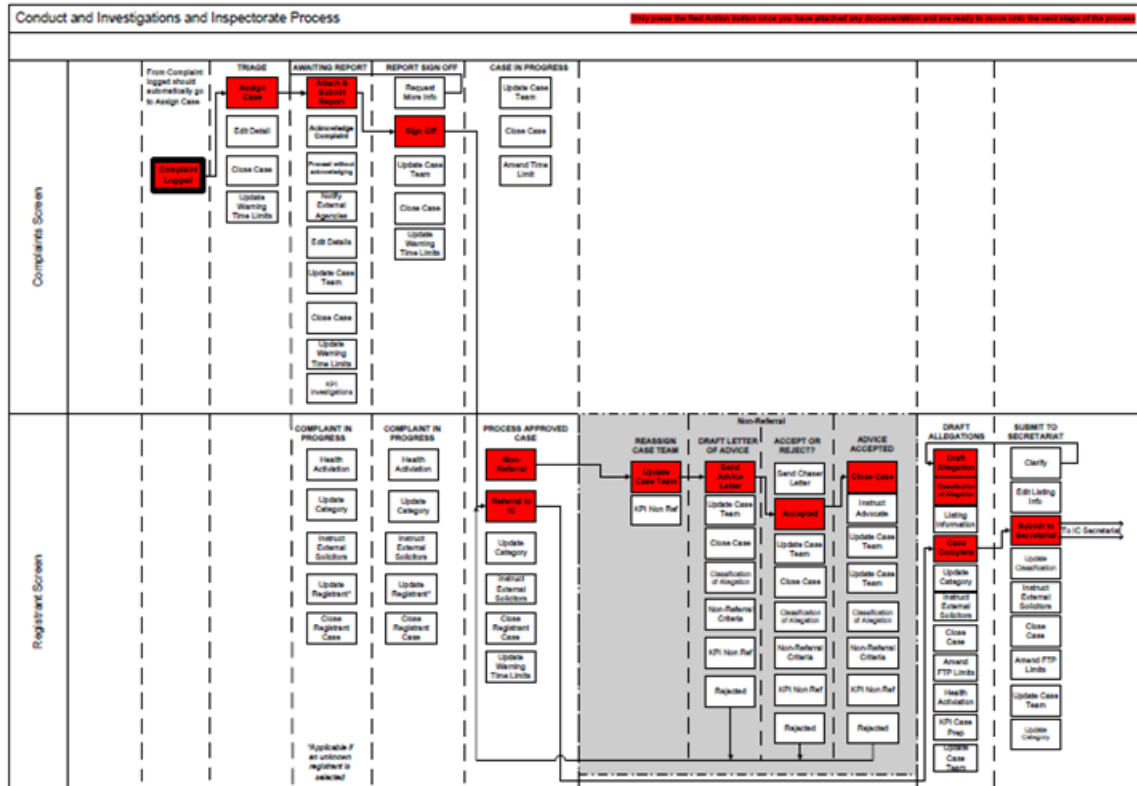 Conduct and Investigations and Inspectorate Process
Only press the Red Action button once you have attached any documentation and are ready to move onto the next stage of the process
Complaints Screen
From Complaint
logged should
automatically go
to Assign Case
Complaint
Logged
TRIAGE
Assign
Case
Edit Detail
Close Case
Update
Warning
Time Limits
AWAITING REPORT
Attach &
Submit
Report
Acknowledge
Complaint
Proceed without
acknowledging
Notify
External
Agencies
Edit Details
Update Case
Team
Close Case
Update
Warning
Time Limits
KPI
Investigations
REPORT SIGN OFF
Request
More Info
Sign Off
Update Case
Team
Close Case
Update
Warning
Time Limits
CASE IN PROGRESS
Update Case
Team
Close Case
Amend Time
Limit
Registrant Screen
COMPLAINT IN
PROGRESS
Health
Activiation
Update
Category
Instruct
External
Solicitors
Update
Registrant*
Close
Registrant
Case
*Applicable if
an unknown
registrant is
selected
COMPLAINT IN
PROGRESS
Health
Activiation
Update
Category
Instruct
External
Solicitors
Update
Registrant*
Close
Registrant
Case
PROCESS APPROVED
CASE
Non-
Referral
Referral to
IC
Update
Category
Instruct
External
Solicitors
Close
Registrant
Case
Update
Warning
Time Limits
Non-Referral
REASSIGN
CASE TEAM
Update
Case Team
KPI Non Ref
DRAFT LETTER
OF ADVICE
Send
Advice
Letter
Update Case
Team
Close Case
Classification
of Allegation
Non-Referral
Criteria
KPI Non Ref
Rejected
ACCEPT OR
REJECT?
Send Chaser
Letter
Accepted
Update Case
Team
Close Case
Classification
of Allegation
Non-Referral
Criteria
KPI Non Ref
Rejected
ADVICE
ACCEPTED
Close Case
Instruct
Advocate
Update Case
Team
Update Case
Team
Classification
of Allegation
Non-Referral
Criteria
KPI Non Ref
Rejected
DRAFT
ALLEGATIONS
Draft
Allegation
Classification
of Allegation
Listing
Information
Case
Complete
Update
Category
Instruct
External
Solicitors
Close
Case
Amend FTP
Limits
Health
Activiation
KPI Case
Prep
Update
Case Team
SUBMIT TO
SECRETARIAT
Clarify
Edit Listing
Info
Submit to
Secretariat
To IC Secretariat
Update
Classification
Instruct
External
Solicitors
Close
Case
Amend FTP
Limits
Update Case
Team
Update
Category